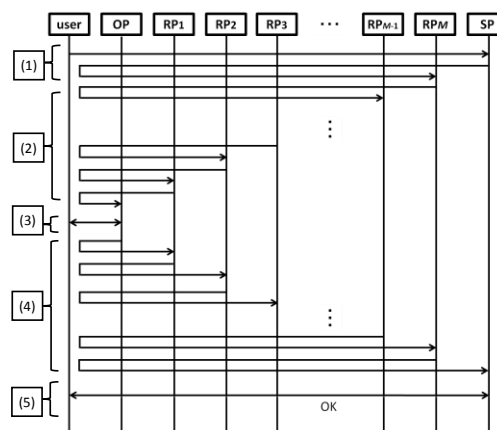 user OP RP1 RP2 RP3 ⋯ RPM-1 RPM SP
(1)
(2)
(3)
(4)
(5)
OK